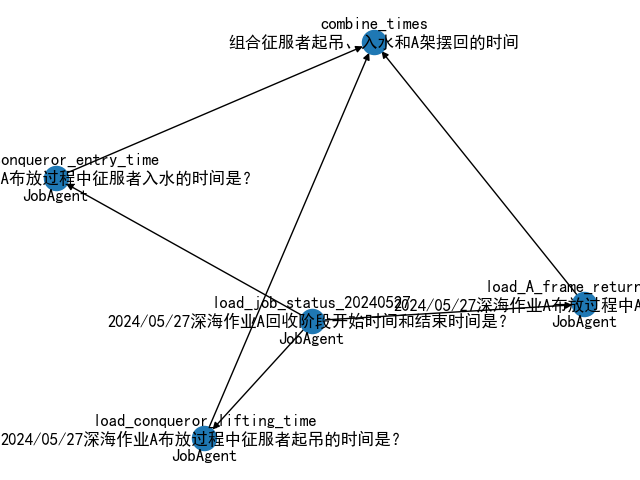 combine_times
组合征服者起吊、入水和A架摆回的时间
onqueror_entry_time
A布放过程中征服者入水的时间是?
JobAgent
load_A_frame_return
2024/05/27深海作业A布放过程中A
JobAgent
load_job_status_20240527
2024/05/27深海作业A回收阶段开始时间和结束时间是?
JobAgent
load_conqueror_lifting_time
2024/05/27深海作业A布放过程中征服者起吊的时间是?
JobAgent